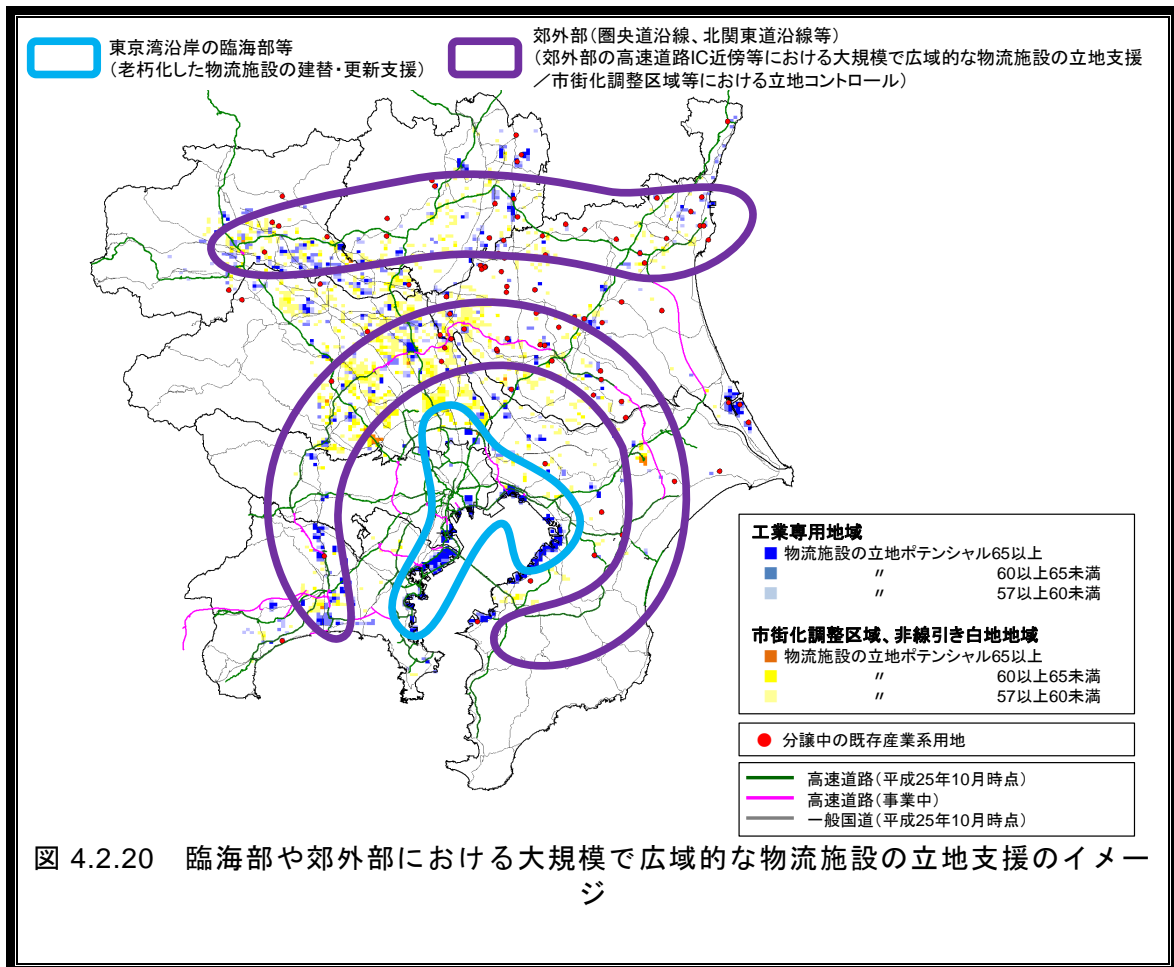 東京湾沿岸の臨海部等
（老朽化した物流施設の建替・更新支援）
郊外部（圏央道沿線、北関東道沿線等）
（郊外部の高速道路IC近傍等における大規模で広域的な物流施設の立地支援
／市街化調整区域等における立地コントロール）
工業専用地域
物流施設の立地ポテンシャル65以上
〃 60以上65未満
〃 57以上60未満
市街化調整区域、非線引き白地地域
物流施設の立地ポテンシャル65以上
〃 60以上65未満
〃 57以上60未満
分譲中の既存産業系用地
高速道路（平成25年10月時点）
高速道路（事業中）
一般国道（平成25年10月時点）
図 4.2.20 臨海部や郊外部における大規模で広域的な物流施設の立地支援のイメー
ジ